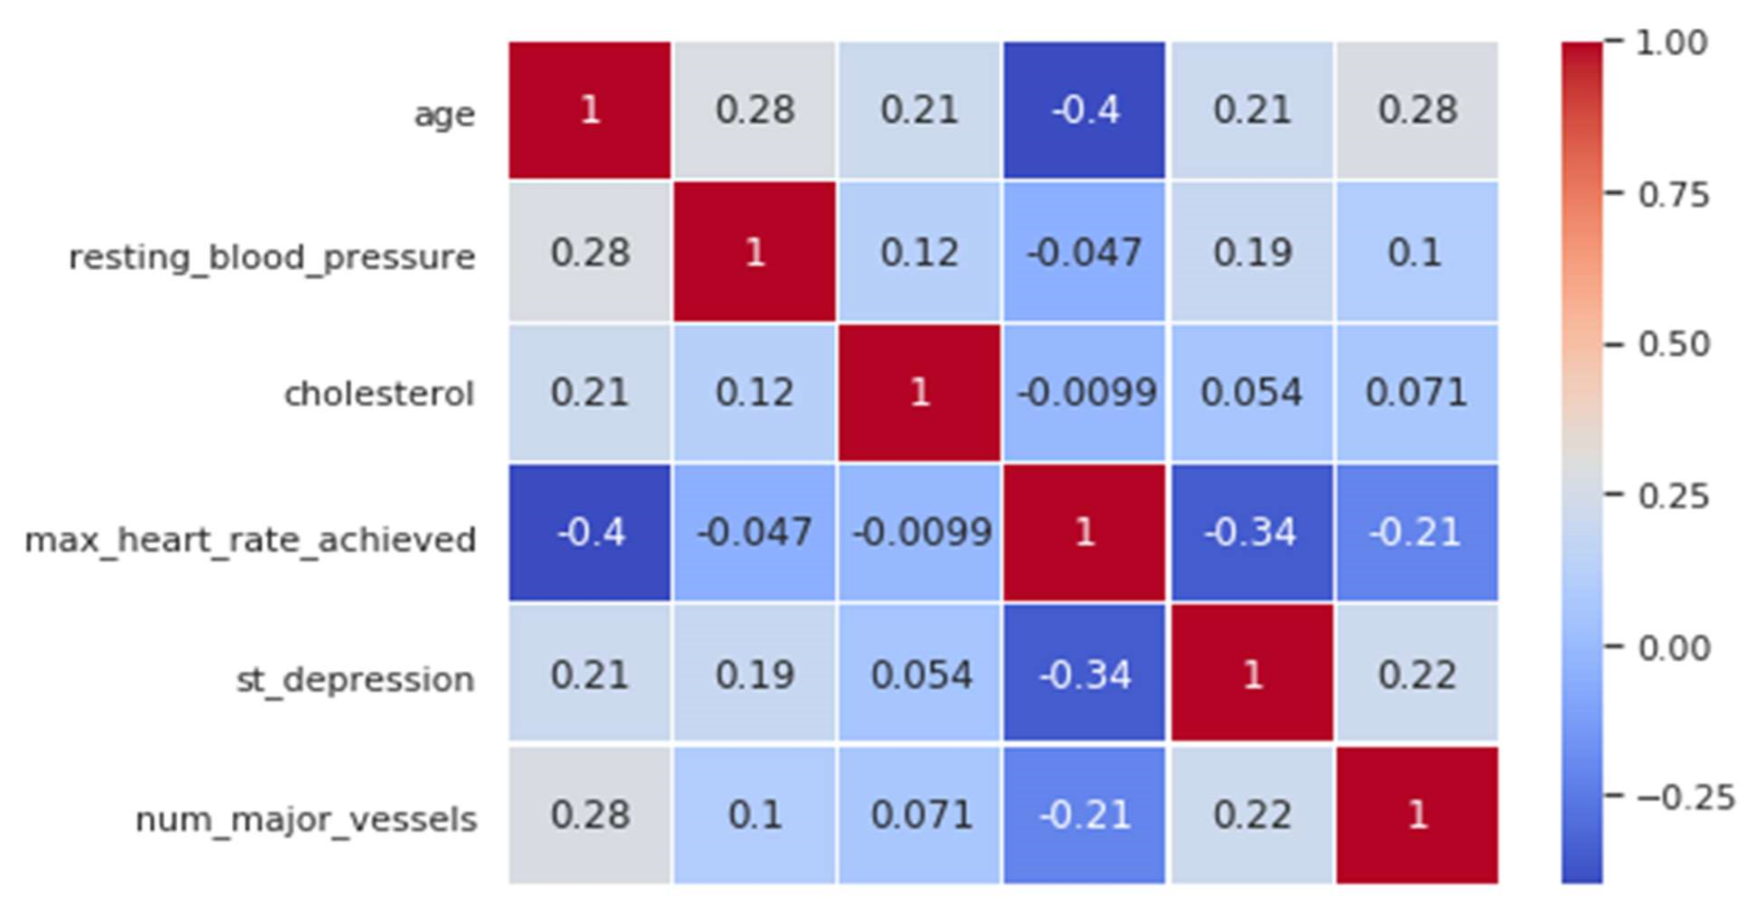 1.00
age 1 0.28 0.21 -0.4 0.21 0.28
0.75
resting_blood_pressure 0.28 1 0.12 -0.047 0.19 0.1
0.50
cholesterol 0.21 0.12 1 -0.0099 0.054 0.071
0.25
max_heart_rate_achieved -0.4 -0.047 -0.0099 1 -0.34 -0.21
0.00
st_depression 0.21 0.19 0.054 -0.34 1 0.22
−0.25
num_major_vessels 0.28 0.1 0.071 -0.21 0.22 1